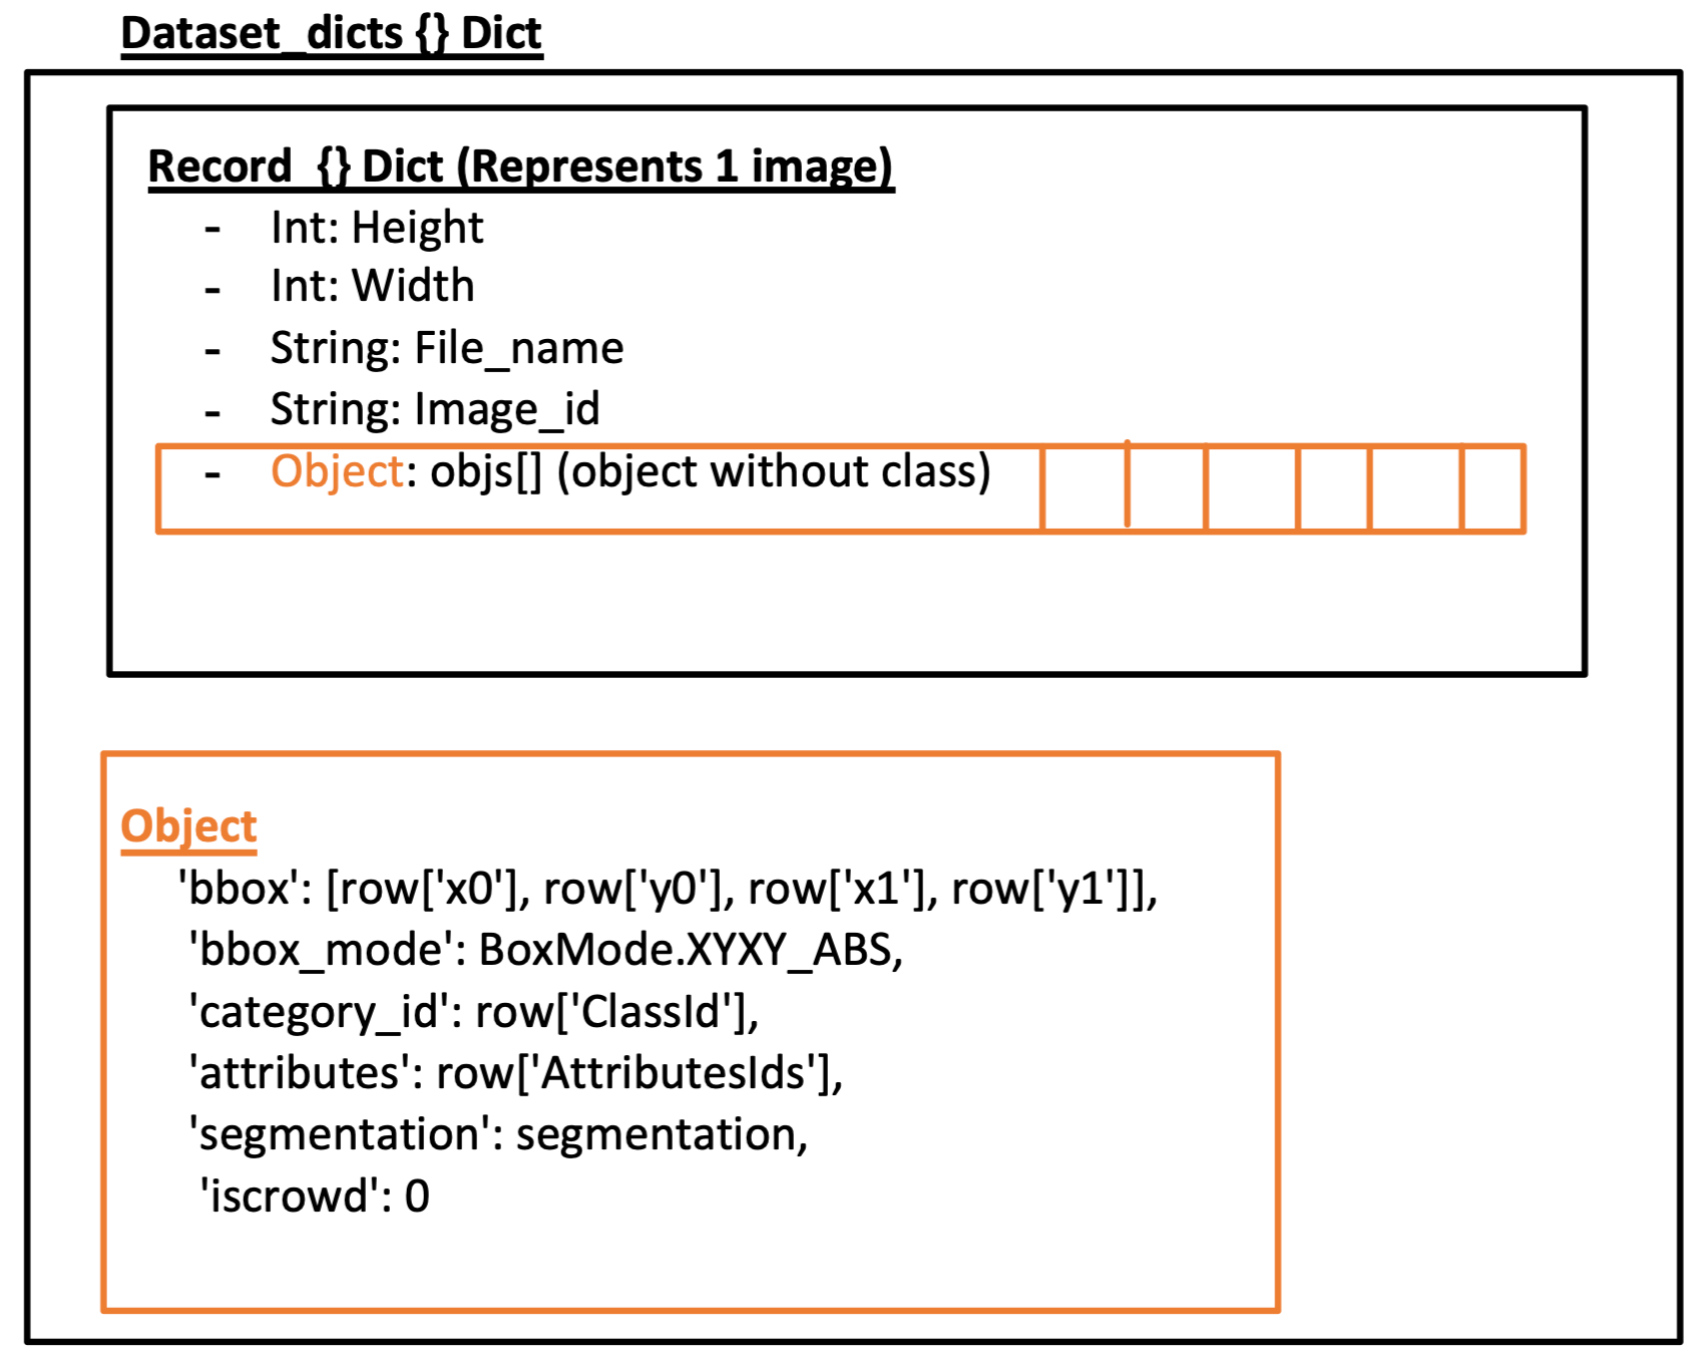 Dataset_dicts {} Dict
Record  {} Dict (Represents 1 image)
- Int: Height
- Int: Width
- String: File_name
- String: Image_id
- Object: objs[] (object without class)
Object
'bbox': [row['x0'], row['y0'], row['x1'], row['y1']],
'bbox_mode': BoxMode.XYXY_ABS,
'category_id': row['ClassId'],
'attributes': row['AttributesIds'],
'segmentation': segmentation,
'iscrowd': 0